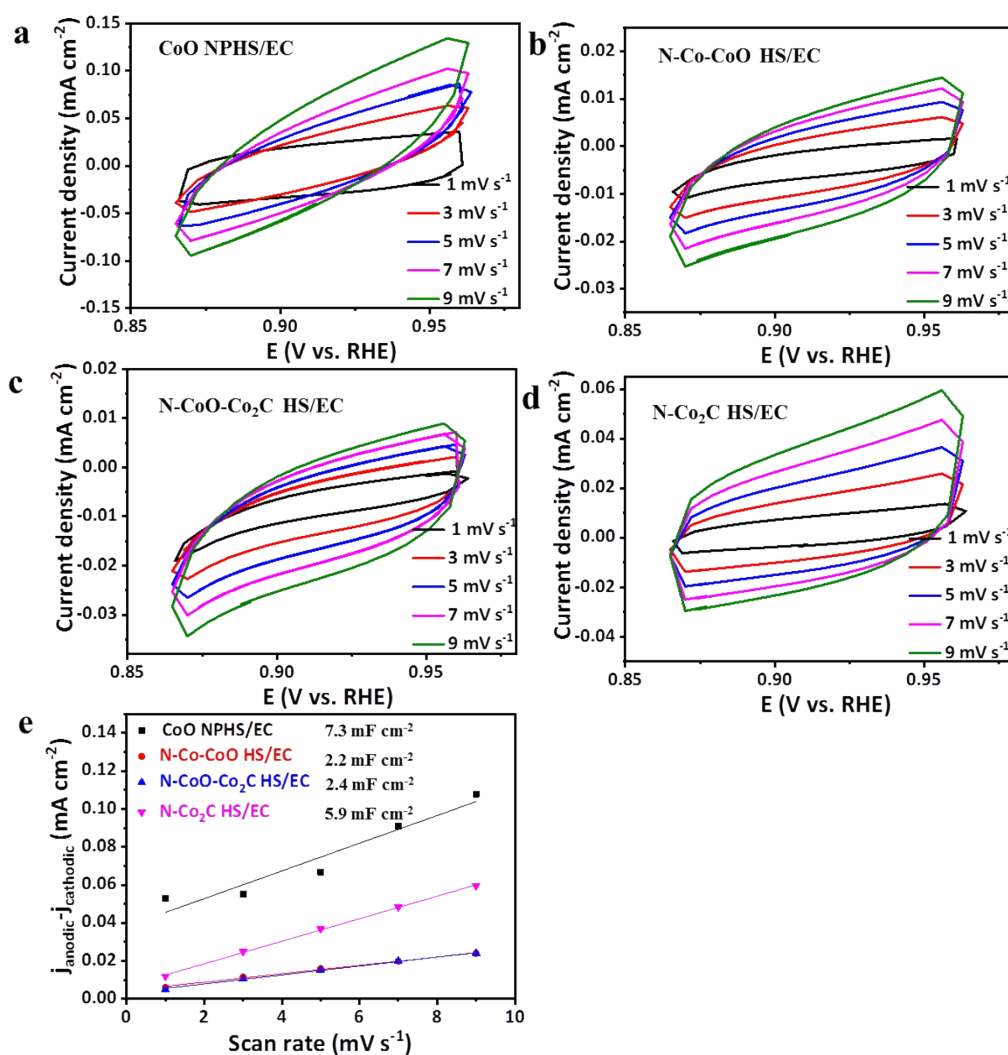 a
CoO NPHS/EC
0.15
0.10
0.05
0.00
-0.05
-0.10
-0.15
Current density (mA cm⁻²)
1 mV s⁻¹
3 mV s⁻¹
5 mV s⁻¹
7 mV s⁻¹
9 mV s⁻¹
0.85 0.90 0.95
E (V vs. RHE)
b
N-Co-CoO HS/EC
0.02
0.01
0.00
-0.01
-0.02
-0.03
Current density (mA cm⁻²)
1 mV s⁻¹
3 mV s⁻¹
5 mV s⁻¹
7 mV s⁻¹
9 mV s⁻¹
0.85 0.90 0.95
E (V vs. RHE)
c
N-CoO-Co₂C HS/EC
0.02
0.01
0.00
-0.01
-0.02
-0.03
Current density (mA cm⁻²)
1 mV s⁻¹
3 mV s⁻¹
5 mV s⁻¹
7 mV s⁻¹
9 mV s⁻¹
0.85 0.90 0.95
E (V vs. RHE)
d
N-Co₂C HS/EC
0.06
0.04
0.02
0.00
-0.02
-0.04
Current density (mA cm⁻²)
1 mV s⁻¹
3 mV s⁻¹
5 mV s⁻¹
7 mV s⁻¹
9 mV s⁻¹
0.85 0.90 0.95
E (V vs. RHE)
e
CoO NPHS/EC 7.3 mF cm⁻²
N-Co-CoO HS/EC 2.2 mF cm⁻²
N-CoO-Co₂C HS/EC 2.4 mF cm⁻²
N-Co₂C HS/EC 5.9 mF cm⁻²
0.14
0.12
0.10
0.08
0.06
0.04
0.02
0.00
janodic-jcathodic (mA cm⁻²)
0 2 4 6 8 10
Scan rate (mV s⁻¹)